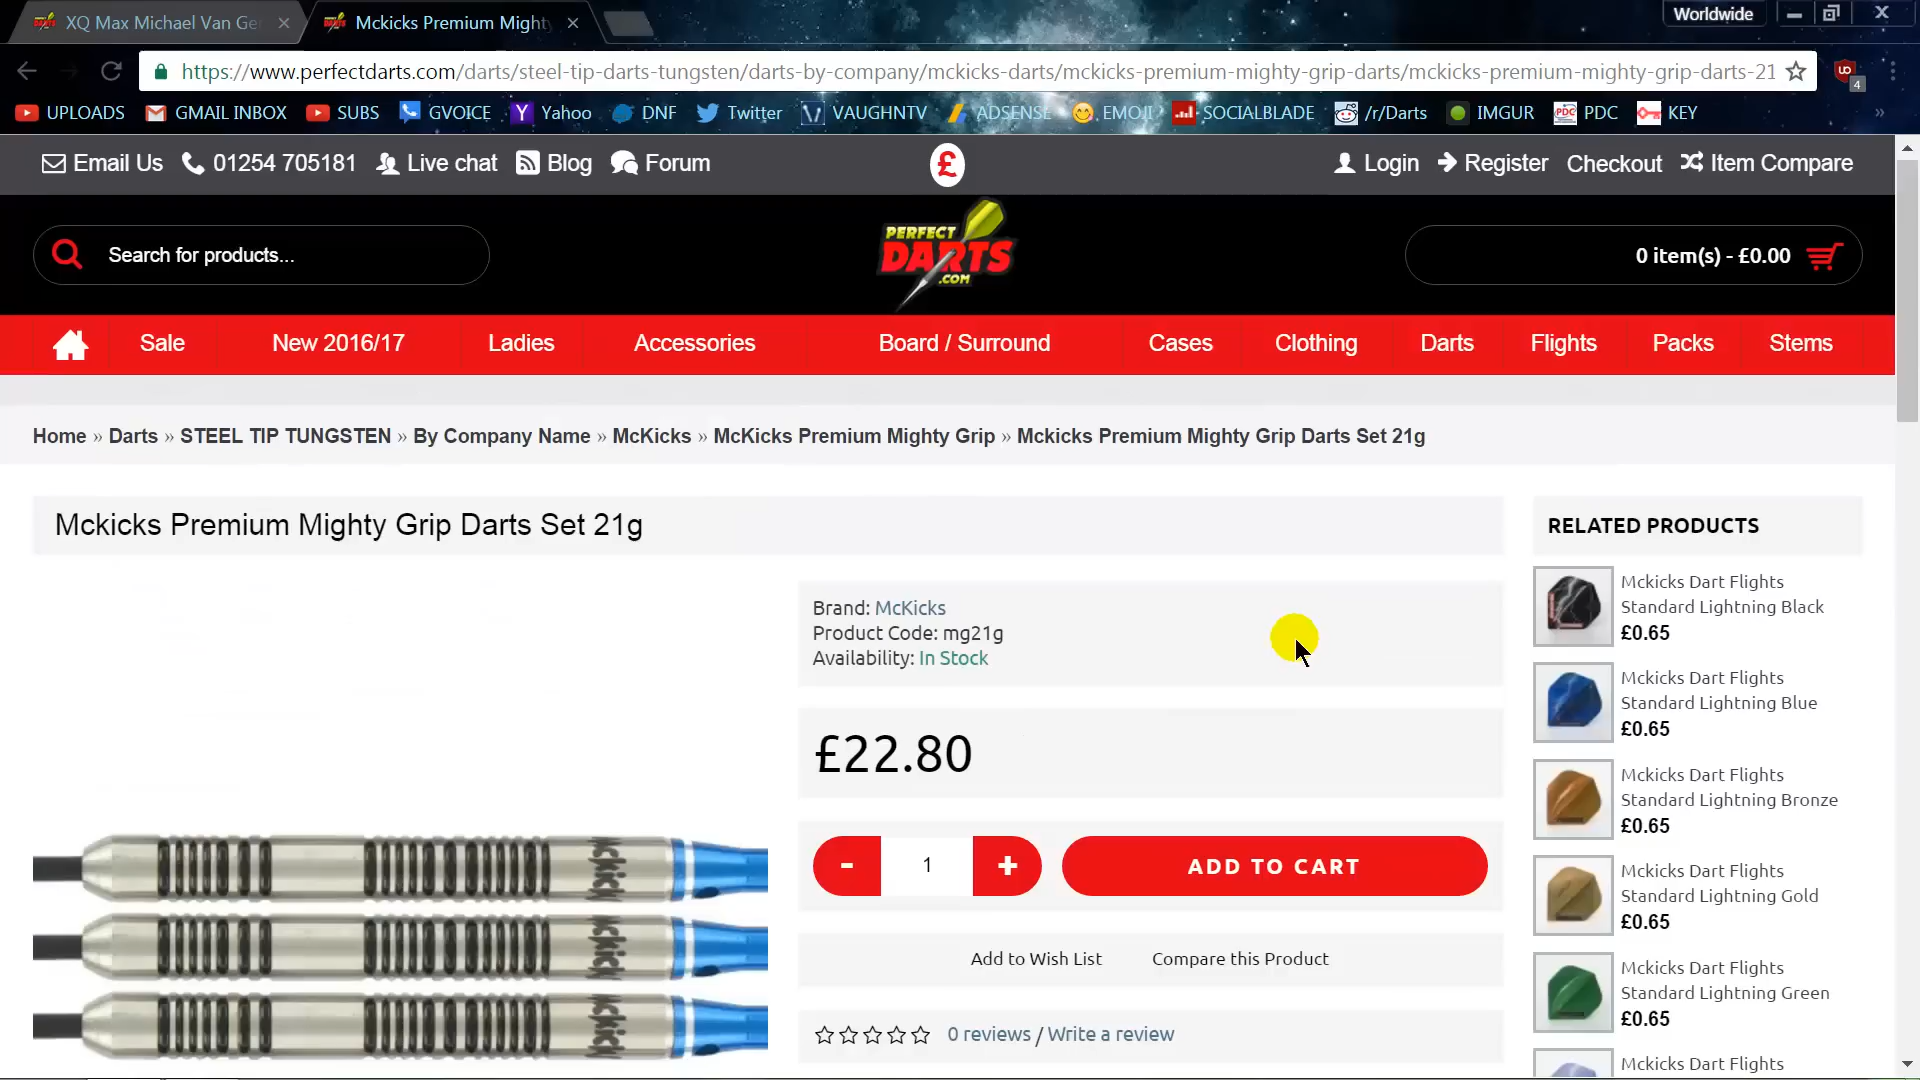 XQ Max Michael Van Ge
Mckicks Premium Might
Worldwide
https://www.perfectdarts.com/darts/steel-tip-darts-tungsten/darts-by-company/mckicks-darts/mckicks-premium-mighty-grip-darts/mckicks-premium-mighty-grip-darts-21
4
UPLOADS GMAIL INBOX SUBS GVOICE Yahoo DNF Twitter VAUGHNTV ADSENSE EMOJI SOCIALBLADE /r/Darts IMGUR PDC PDC KEY
Email Us 01254 705181 Live chat Blog Forum £ Login Register Checkout Item Compare
Search for products...
PERFECT
DARTS
.COM
0 item(s) - £0.00
Sale New 2016/17 Ladies Accessories Board / Surround Cases Clothing Darts Flights Packs Stems
Home » Darts » STEEL TIP TUNGSTEN » By Company Name » McKicks » McKicks Premium Mighty Grip » Mckicks Premium Mighty Grip Darts Set 21g
Mckicks Premium Mighty Grip Darts Set 21g
Brand: McKicks
Product Code: mg21g
Availability: In Stock
£22.80
- 1 + ADD TO CART
Add to Wish List Compare this Product
0 reviews / Write a review
Mckicks
Mckicks
Mckicks
RELATED PRODUCTS
Mckicks Dart Flights
Standard Lightning Black
£0.65
Mckicks Dart Flights
Standard Lightning Blue
£0.65
Mckicks Dart Flights
Standard Lightning Bronze
£0.65
Mckicks Dart Flights
Standard Lightning Gold
£0.65
Mckicks Dart Flights
Standard Lightning Green
£0.65
Mckicks Dart Flights